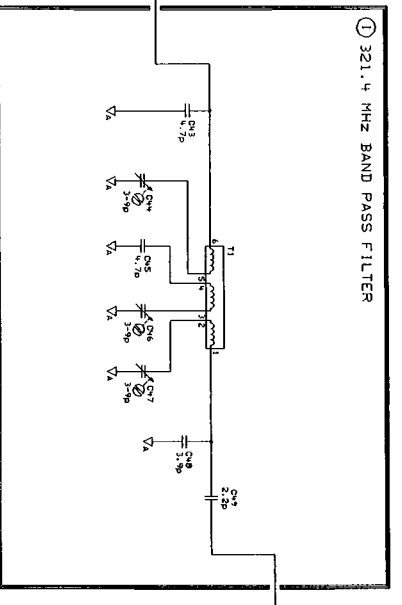 ① 321.4 MHz BAND PASS FILTER
C43
4.7p
A
C44
3-9p
A
C45
4.7p
A
C46
3-9p
A
C47
3-9p
A
T1
6
5
4
3
2
1
C48
3.9p
A
C49
2.2p